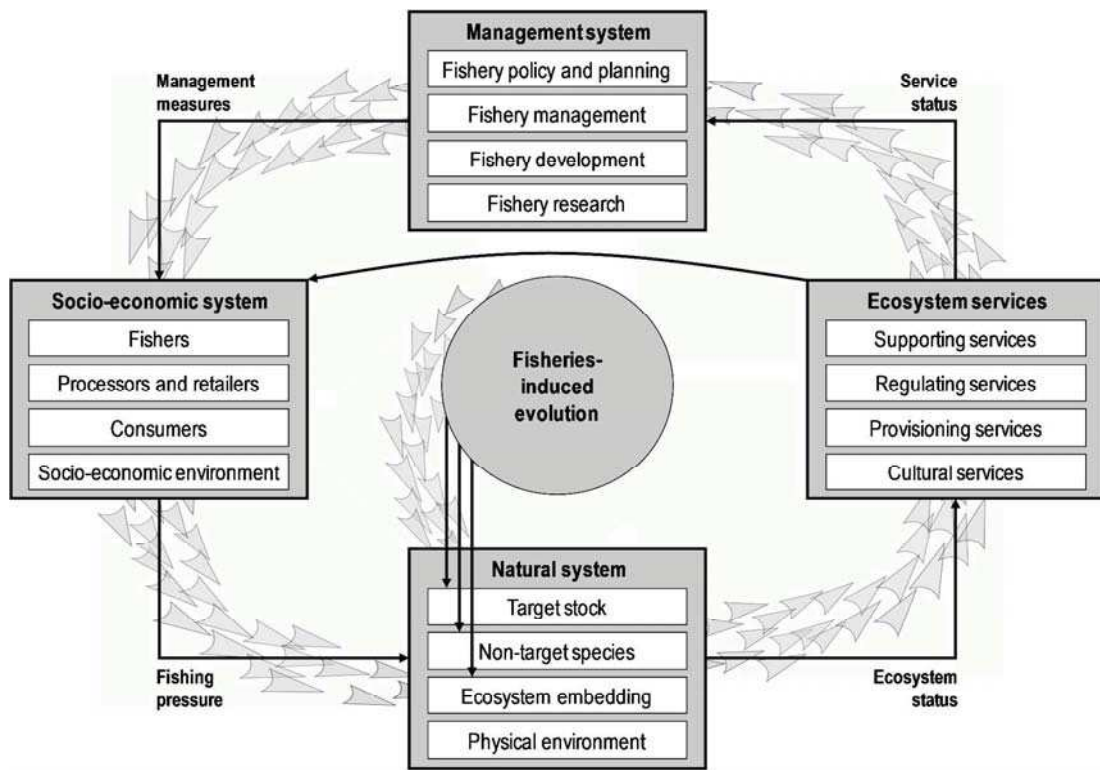 Management system
Fishery policy and planning
Fishery management
Fishery development
Fishery research
Management
measures
Service
status
Socio-economic system
Fishers
Processors and retailers
Consumers
Socio-economic environment
Fisheries-
induced
evolution
Ecosystem services
Supporting services
Regulating services
Provisioning services
Cultural services
Natural system
Target stock
Non-target species
Ecosystem embedding
Physical environment
Fishing
pressure
Ecosystem
status